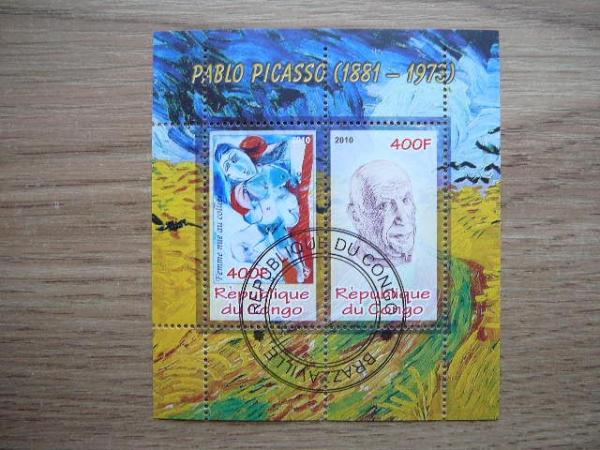 PABLO PICASSO (1881 – 1973)
2010
Femme nue au collier
400F
République
du Congo
2010
400F
République
du Congo
REPUBLIQUE DU CONGO
BRAZZAVILLE